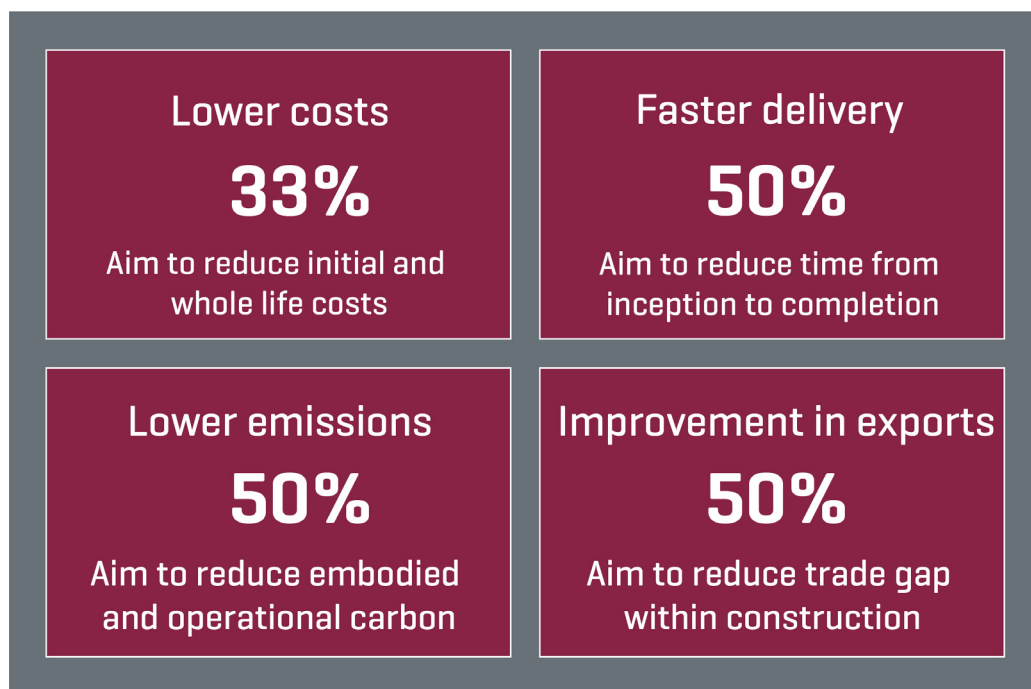 Lower costs
33%
Aim to reduce initial and
whole life costs
Faster delivery
50%
Aim to reduce time from
inception to completion
Lower emissions
50%
Aim to reduce embodied
and operational carbon
Improvement in exports
50%
Aim to reduce trade gap
within construction